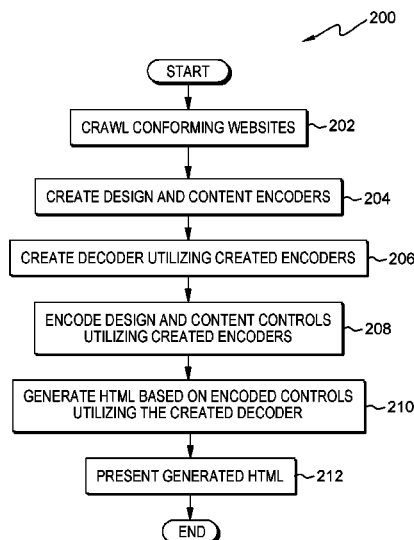 200
START
CRAWL CONFORMING WEBSITES
202
CREATE DESIGN AND CONTENT ENCODERS
204
CREATE DECODER UTILIZING CREATED ENCODERS
206
ENCODE DESIGN AND CONTENT CONTROLS
UTILIZING CREATED ENCODERS
208
GENERATE HTML BASED ON ENCODED CONTROLS
UTILIZING THE CREATED DECODER
210
PRESENT GENERATED HTML
212
END